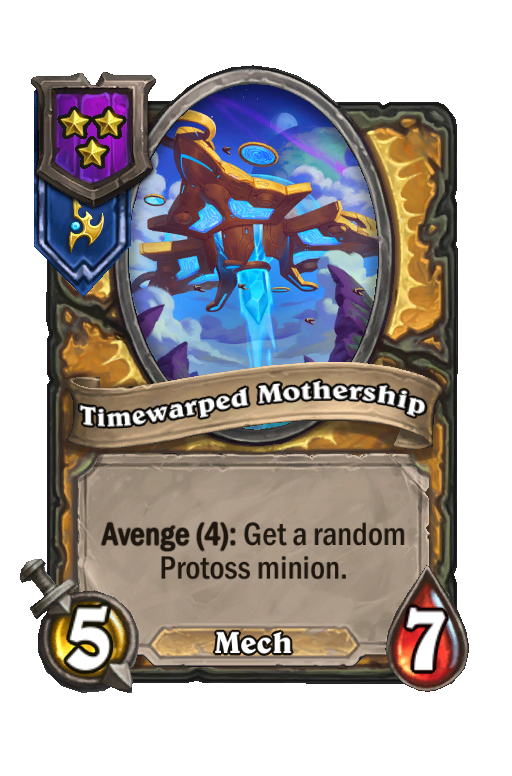 Timewarped Mothership
Avenge (4): Get a random
Protoss minion.
5
Mech
7